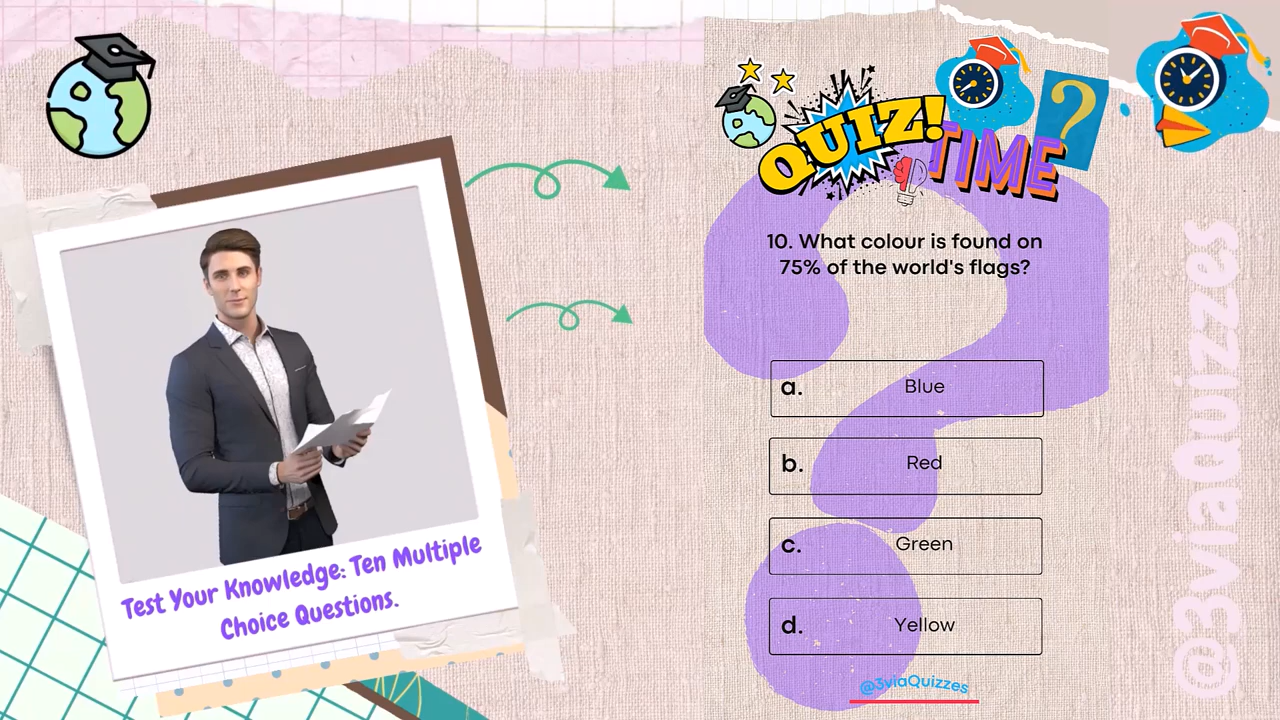 QUIZ!
TIME
?
10. What colour is found on
75% of the world's flags?
a. Blue
b. Red
c. Green
d. Yellow
@3viaQuizzes
Test Your Knowledge: Ten Multiple
Choice Questions.
@3viaQuizzes